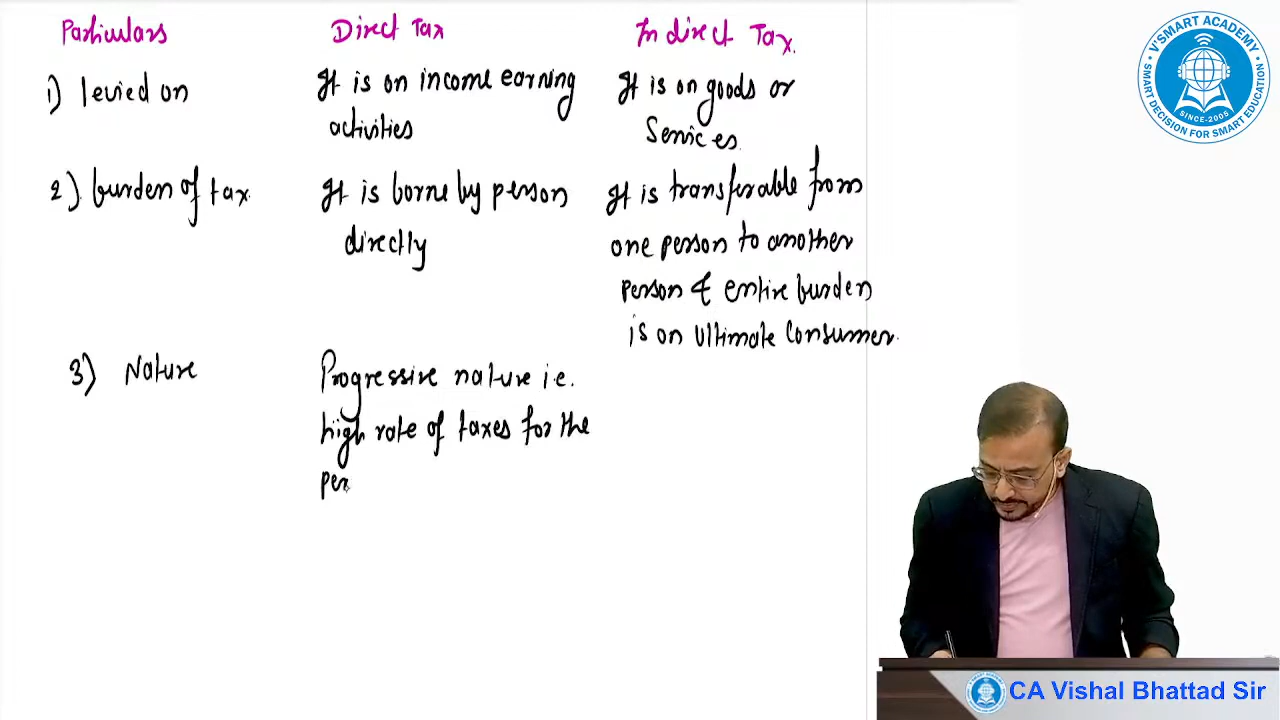 Particulars Direct Tax Indirect Tax.
1) levied on It is on income earning activities It is on goods or Services.
2) burden of tax. It is borne by person directly It is transferable from one person to another person & entire burden is on Ultimate Consumer.
3) Nature Progressive nature i.e. high rate of taxes for the per
V'SMART ACADEMY
SINCE-2005
SMART DECISION FOR SMART EDUCATION
CA Vishal Bhattad Sir